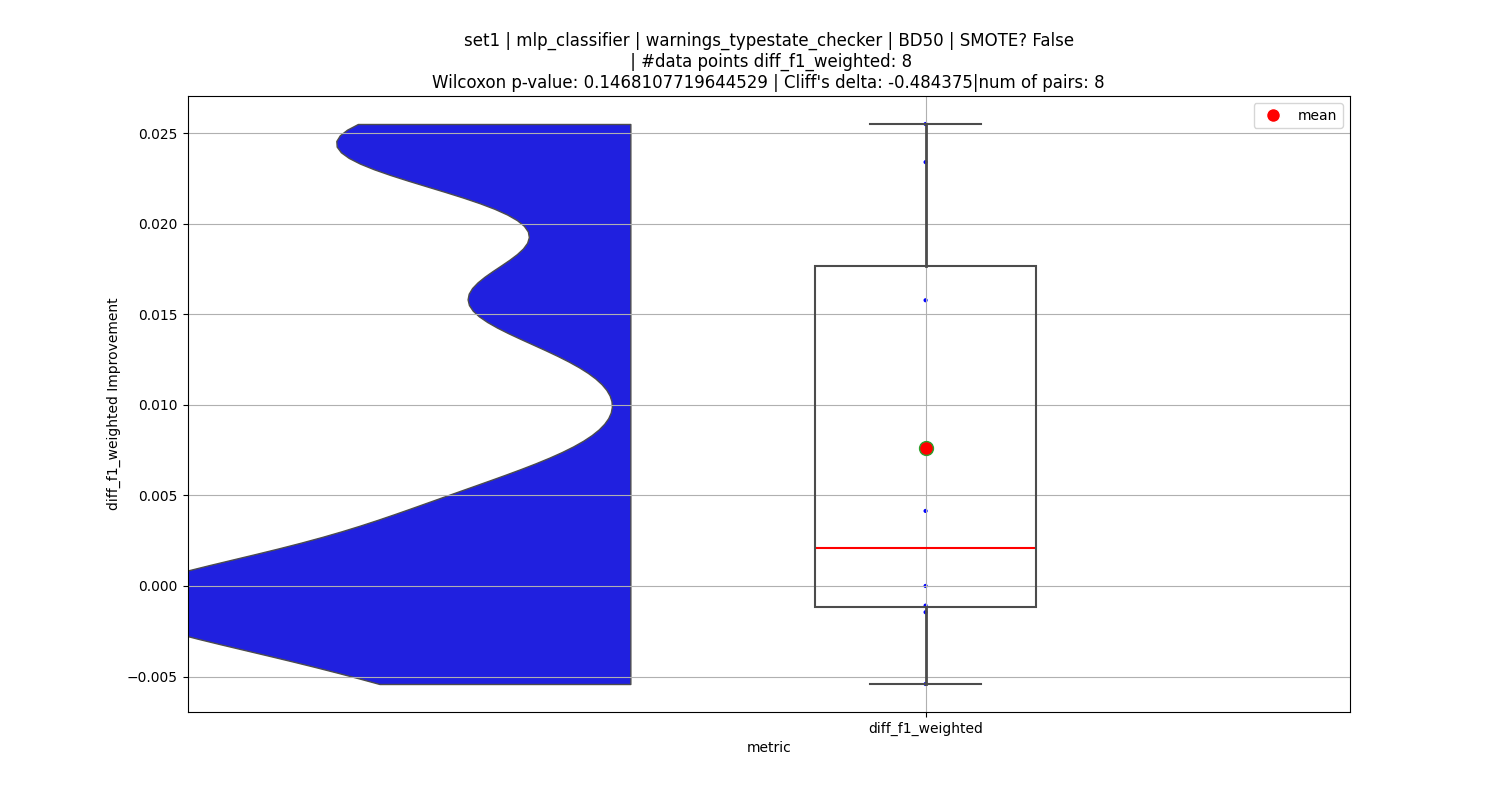 set1 | mlp_classifier | warnings_typestate_checker | BD50 | SMOTE? False
| #data points diff_f1_weighted: 8
Wilcoxon p-value: 0.1468107719644529 | Cliff's delta: -0.484375|num of pairs: 8
mean
0.025
0.020
0.015
0.010
0.005
0.000
−0.005
diff_f1_weighted Improvement
diff_f1_weighted
metric